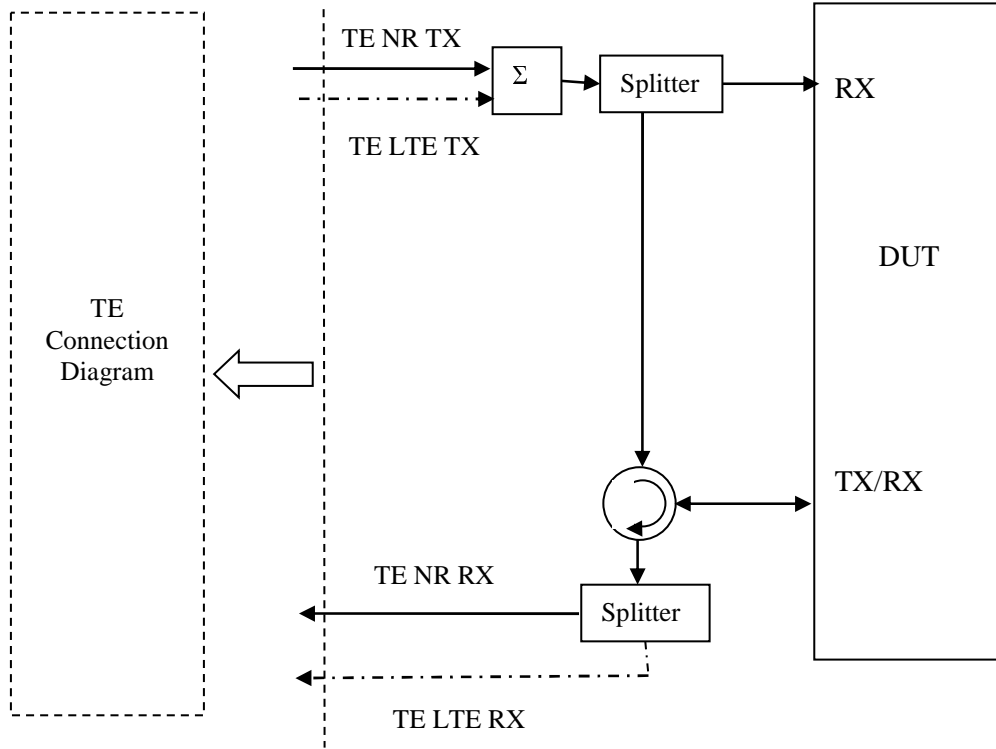 TE NR TX
Σ
Splitter
RX
TE LTE TX
DUT
TE
Connection
Diagram
TX/RX
TE NR RX
Splitter
TE LTE RX